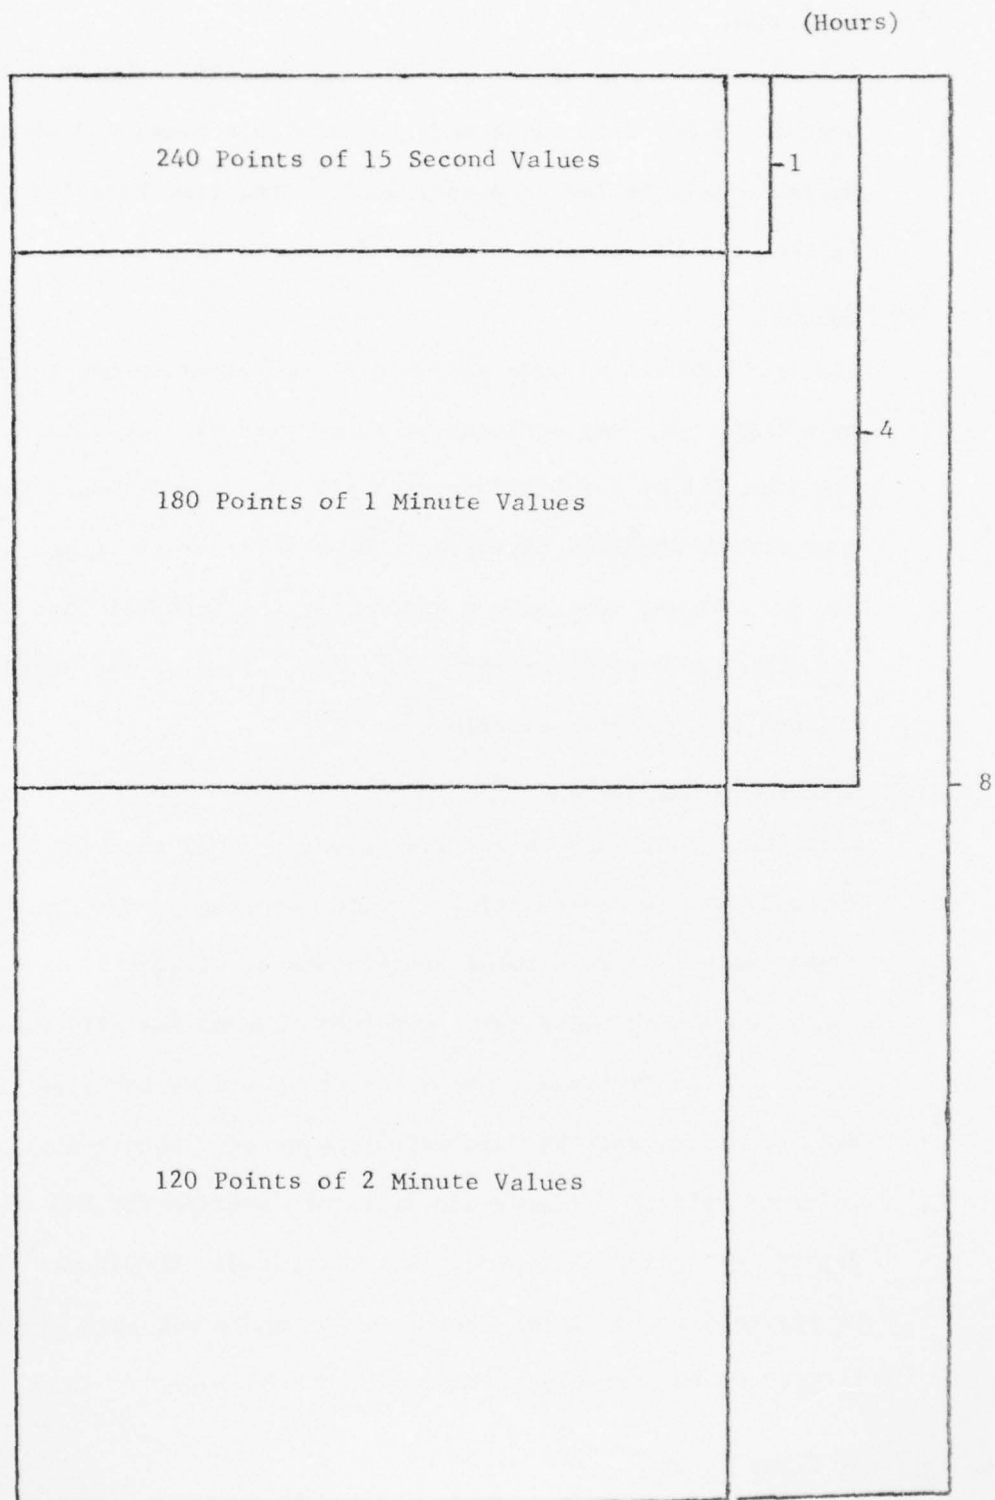 (Hours)
240 Points of 15 Second Values
1
4
180 Points of 1 Minute Values
8
120 Points of 2 Minute Values